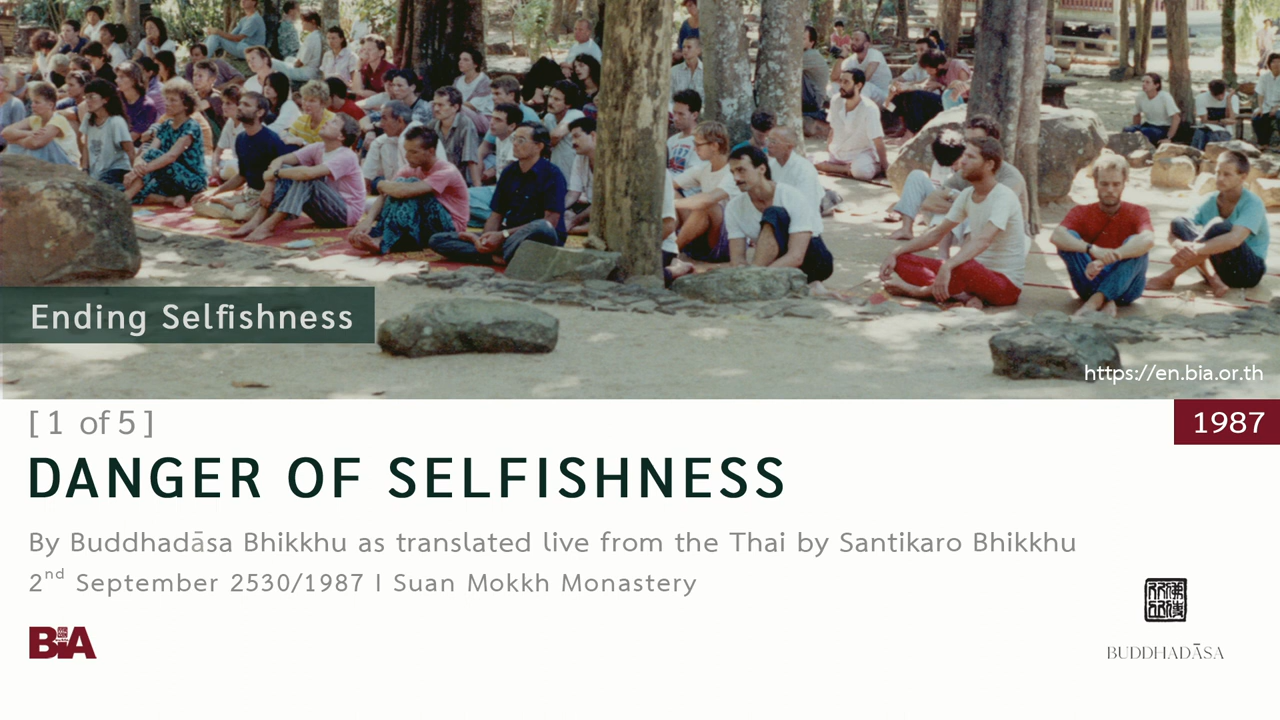 Ending Selfishness
https://en.bia.or.th
[ 1 of 5 ]
1987
DANGER OF SELFISHNESS
By Buddhadāsa Bhikkhu as translated live from the Thai by Santikaro Bhikkhu
2nd September 2530/1987 I Suan Mokkh Monastery
BIA
BUDDHADĀSA